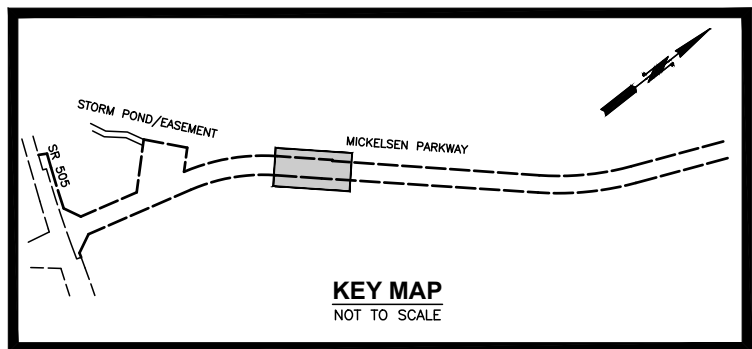 STORM POND/EASEMENT
MICKELSEN PARKWAY
SR 505
KEY MAP
NOT TO SCALE